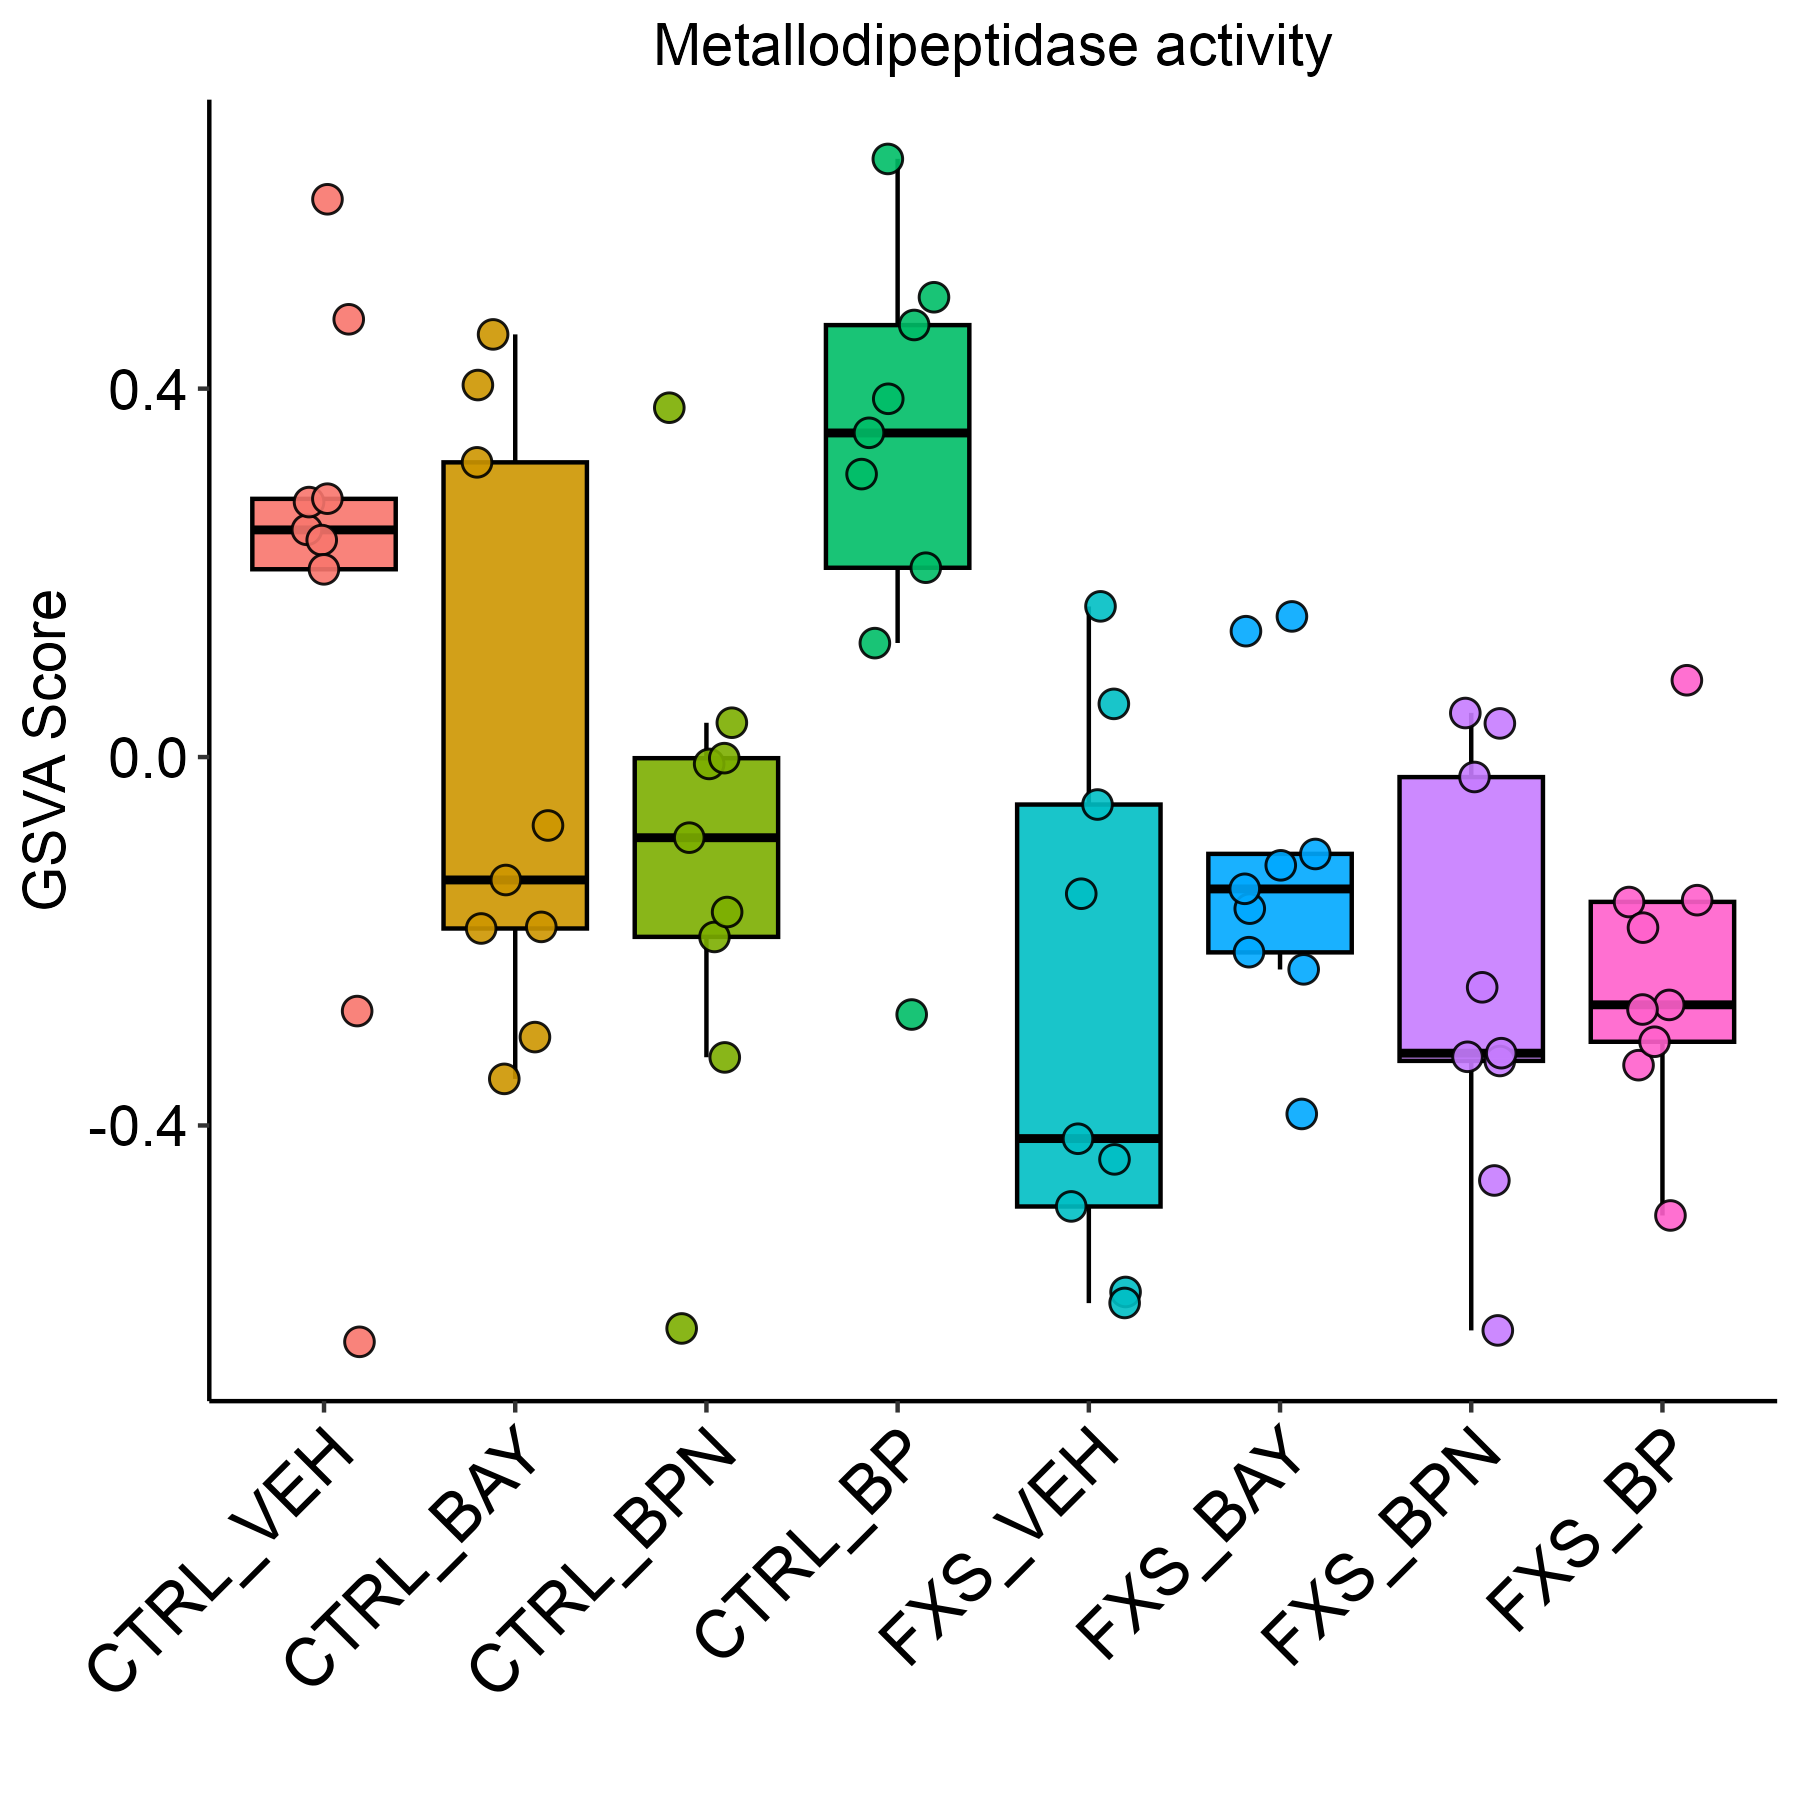 Metallodipeptidase activity
GSVA Score
0.4
0.0
-0.4
CTRL_VEH
CTRL_BAY
CTRL_BPN
CTRL_BP
FXS_VEH
FXS_BAY
FXS_BPN
FXS_BP